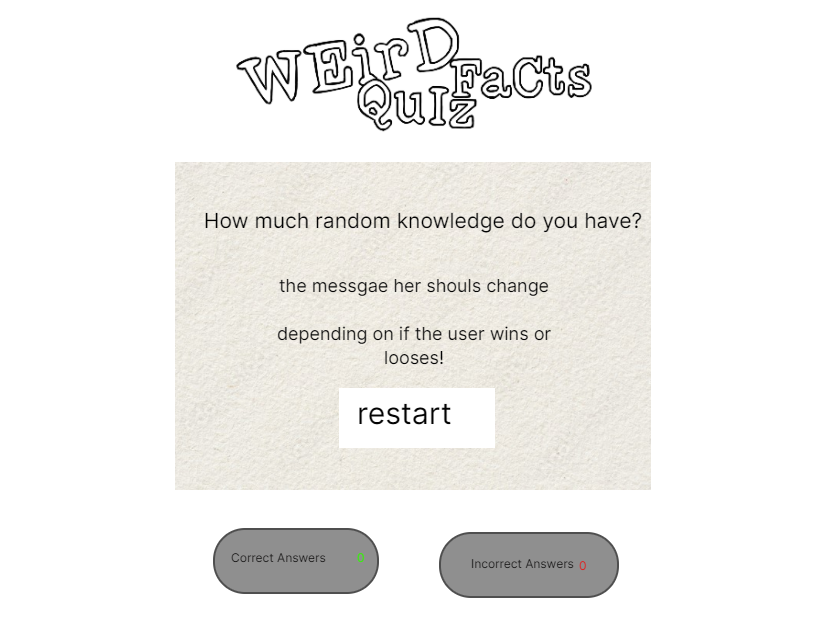 WEirD FaCts
QuIz
How much random knowledge do you have?
the messgae her shouls change
depending on if the user wins or
looses!
restart
Correct Answers 0
Incorrect Answers 0